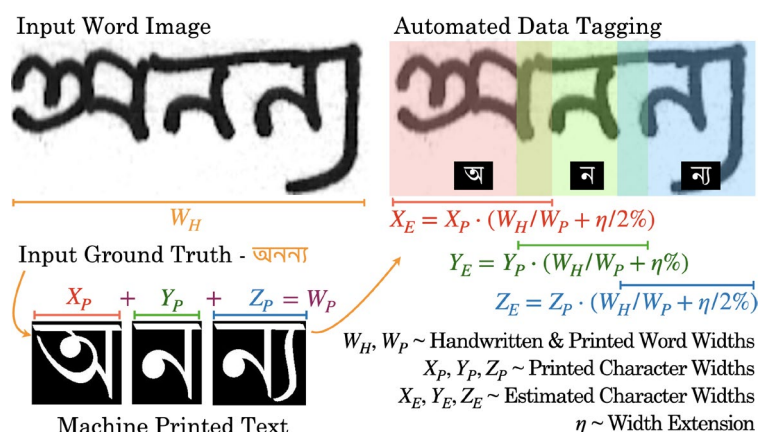 Input Word Image
অনন্য
W_H
Input Ground Truth - অনন্য
X_P + Y_P + Z_P = W_P
অ ন ন্য
Machine Printed Text
Automated Data Tagging
অনন্য
অ ন ন্য
X_E = X_P · (W_H/W_P + η/2%)
Y_E = Y_P · (W_H/W_P + η%)
Z_E = Z_P · (W_H/W_P + η/2%)
W_H, W_P ~ Handwritten & Printed Word Widths
X_P, Y_P, Z_P ~ Printed Character Widths
X_E, Y_E, Z_E ~ Estimated Character Widths
η ~ Width Extension